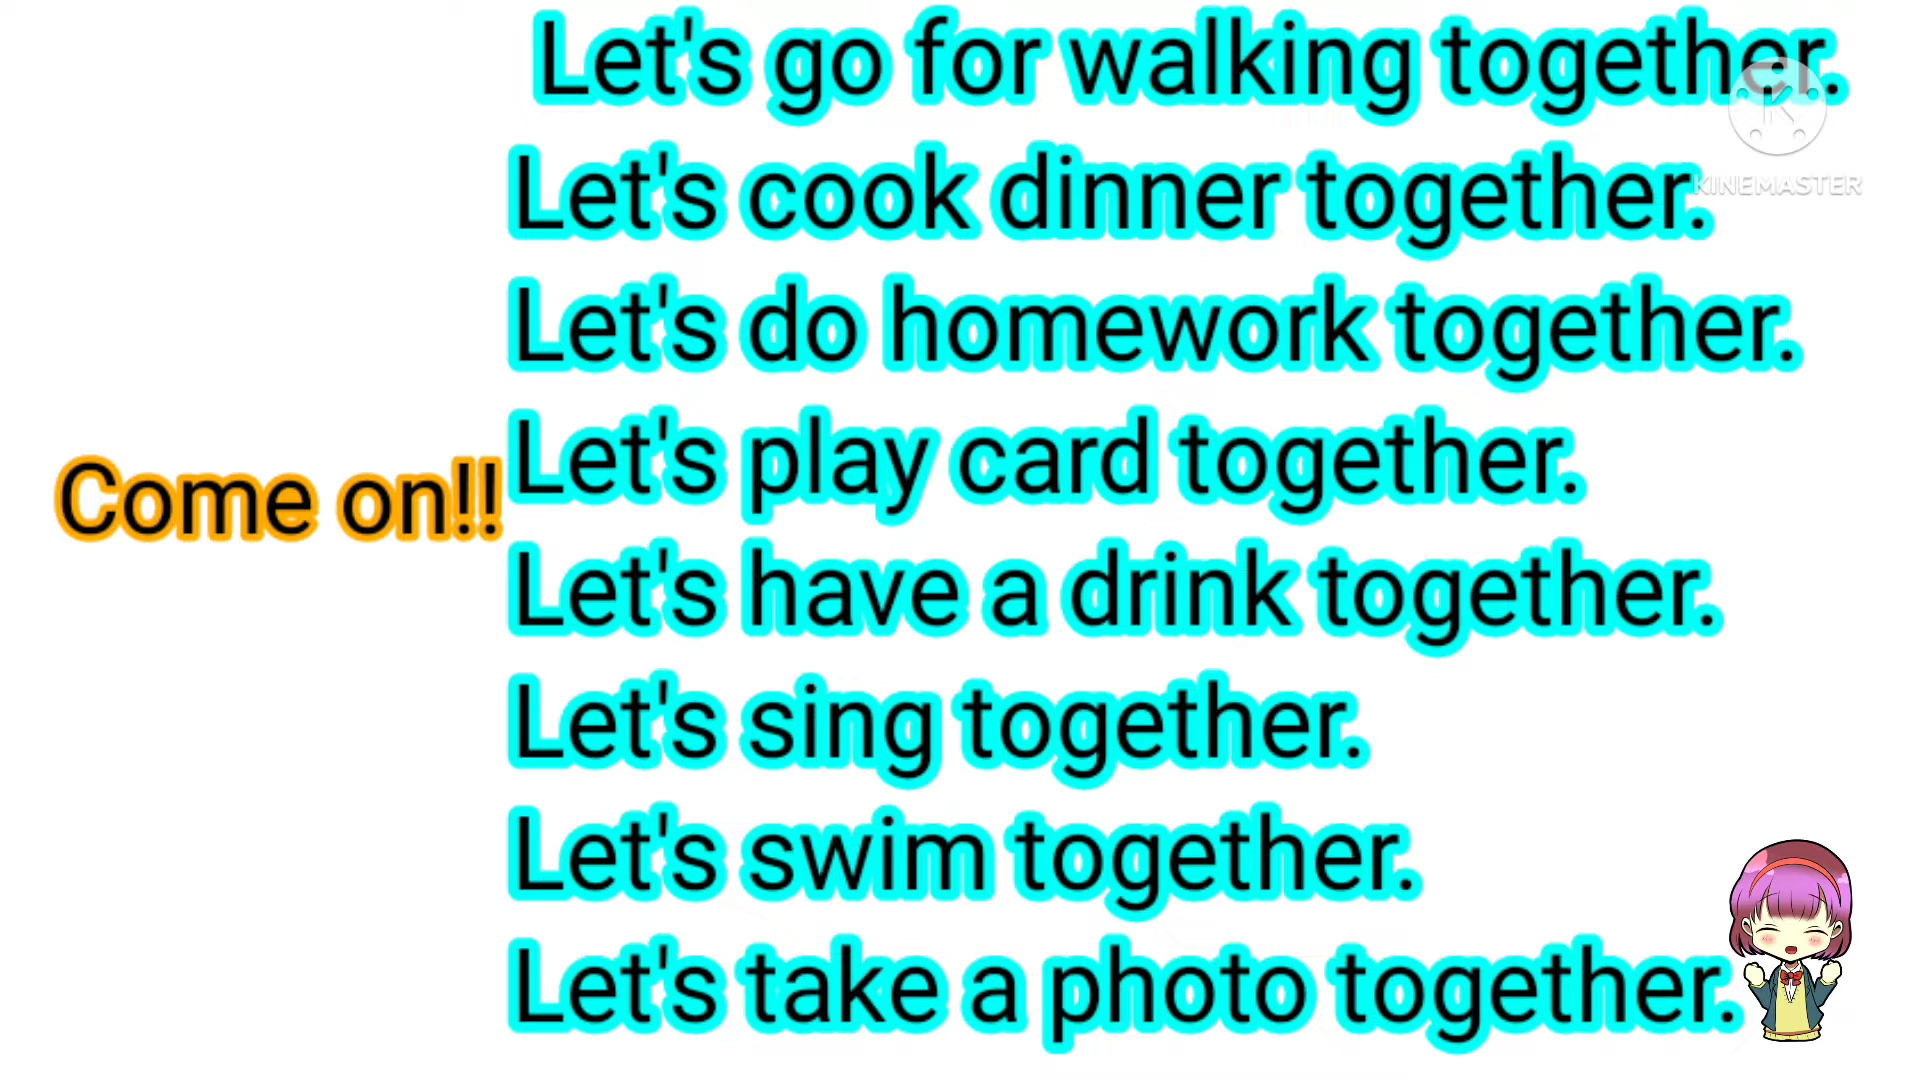 Let's go for walking together.
KINEMASTER
Let's cook dinner together.
Let's do homework together.
Let's play card together.
Come on!!
Let's have a drink together.
Let's sing together.
Let's swim together.
Let's take a photo together.